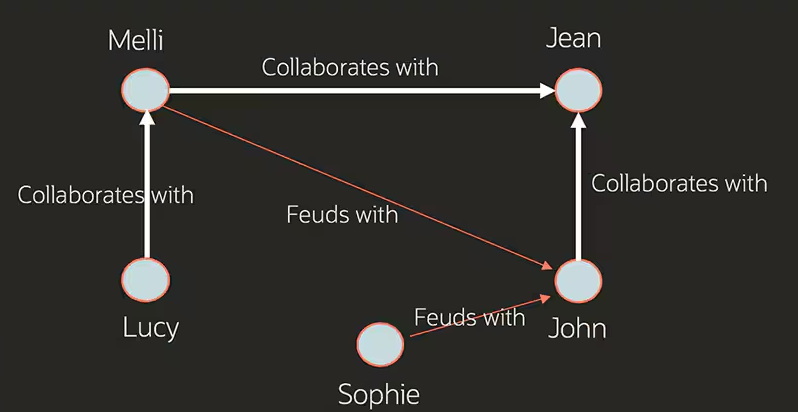 Melli
Jean
Collaborates with
Collaborates with
Collaborates with
Feuds with
Feuds with
Lucy
John
Sophie